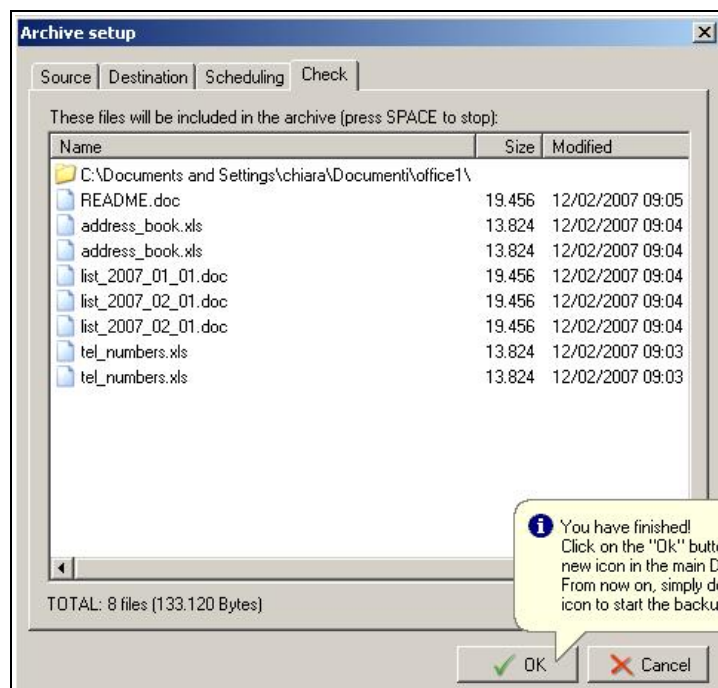 Archive setup
Source Destination Scheduling Check
These files will be included in the archive (press SPACE to stop):
Name Size Modified
C:\Documents and Settings\chiara\Documenti\office1\
README.doc 19.456 12/02/2007 09:05
address_book.xls 13.824 12/02/2007 09:04
address_book.xls 13.824 12/02/2007 09:04
list_2007_01_01.doc 19.456 12/02/2007 09:04
list_2007_02_01.doc 19.456 12/02/2007 09:04
list_2007_02_01.doc 19.456 12/02/2007 09:04
tel_numbers.xls 13.824 12/02/2007 09:03
tel_numbers.xls 13.824 12/02/2007 09:03
You have finished!
Click on the "Ok" butt
new icon in the main D
From now on, simply d
icon to start the backu
TOTAL: 8 files (133.120 Bytes)
OK Cancel